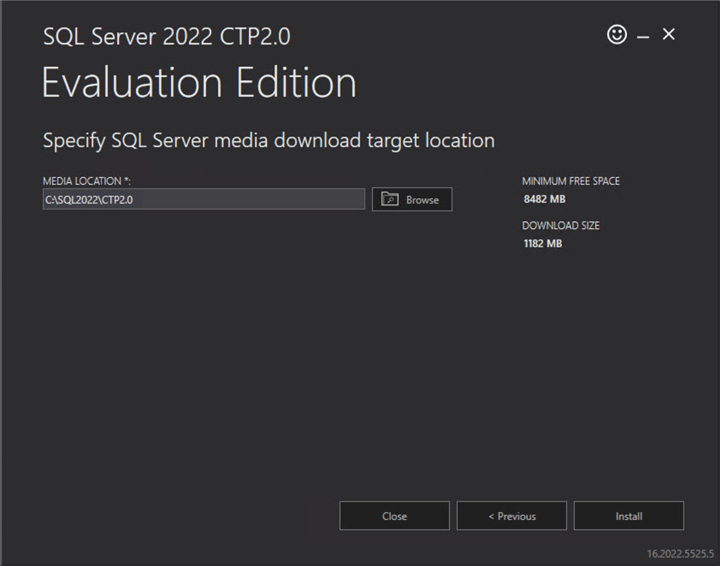 SQL Server 2022 CTP2.0
Evaluation Edition
Specify SQL Server media download target location
MEDIA LOCATION *:
C:\SQL2022\CTP2.0
Browse
MINIMUM FREE SPACE
8482 MB
DOWNLOAD SIZE
1182 MB
Close
< Previous
Install
16.2022.5525.5